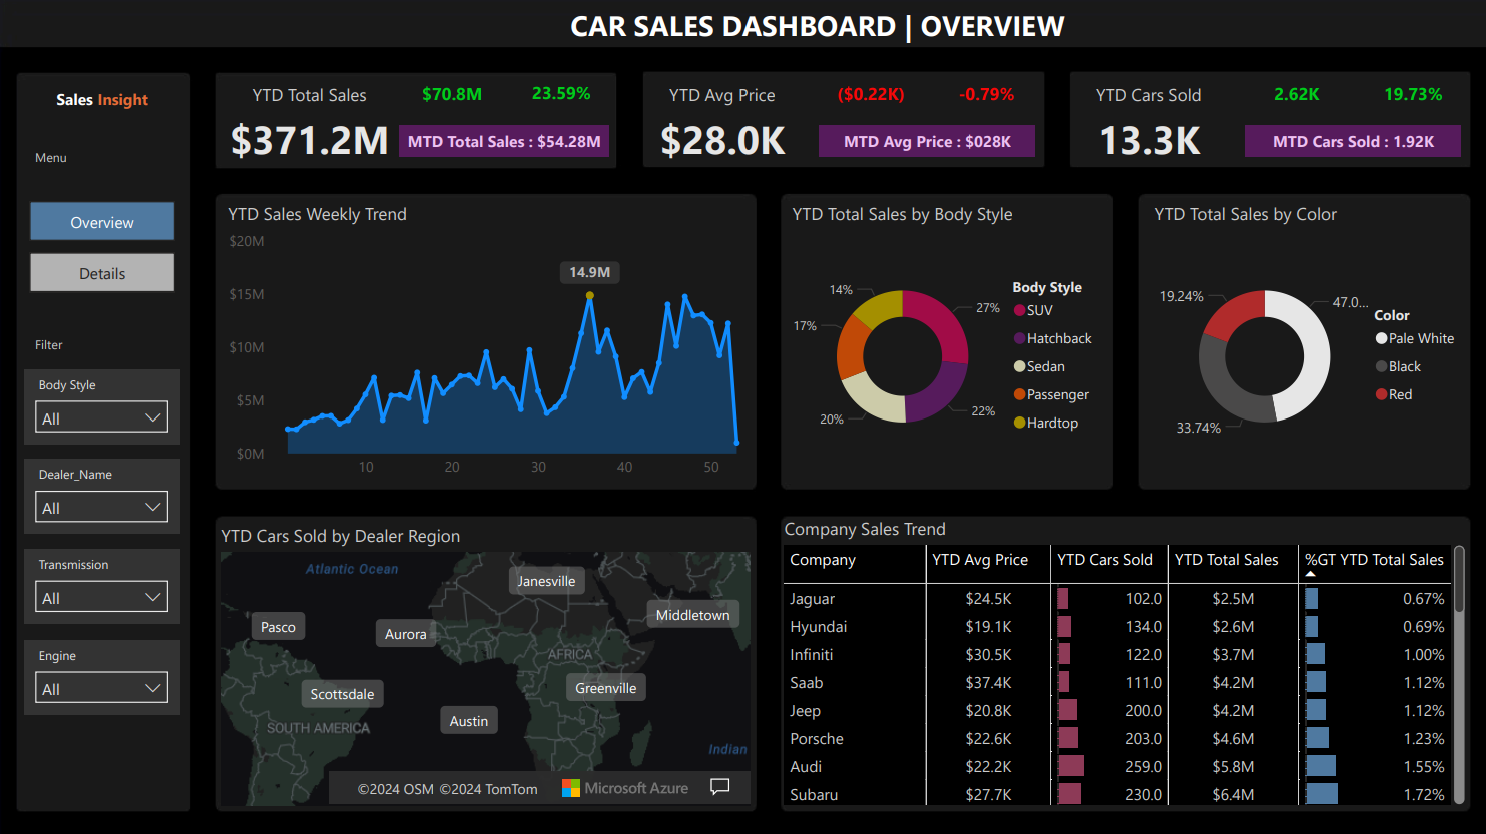 CAR SALES DASHBOARD | OVERVIEW
Sales Insight
Menu
Overview
Details
Filter
Body Style
All
Dealer_Name
All
Transmission
All
Engine
All
YTD Total Sales
$70.8M
23.59%
$371.2M
MTD Total Sales : $54.28M
YTD Avg Price
($0.22K)
-0.79%
$28.0K
MTD Avg Price : $028K
YTD Cars Sold
2.62K
19.73%
13.3K
MTD Cars Sold : 1.92K
YTD Sales Weekly Trend
$20M
$15M
$10M
$5M
$0M
14.9M
10 20 30 40 50
YTD Total Sales by Body Style
14%
17%
20%
27%
22%
Body Style
SUV
Hatchback
Sedan
Passenger
Hardtop
YTD Total Sales by Color
19.24%
47.0...
33.74%
Color
Pale White
Black
Red
YTD Cars Sold by Dealer Region
Atlantic Ocean
Janesville
Middletown
Pasco
Aurora
AFRICA
Scottsdale
Greenville
Austin
SOUTH AMERICA
Indian
©2024 OSM ©2024 TomTom
Microsoft Azure
Company Sales Trend
Company YTD Avg Price YTD Cars Sold YTD Total Sales %GT YTD Total Sales
Jaguar $24.5K 102.0 $2.5M 0.67%
Hyundai $19.1K 134.0 $2.6M 0.69%
Infiniti $30.5K 122.0 $3.7M 1.00%
Saab $37.4K 111.0 $4.2M 1.12%
Jeep $20.8K 200.0 $4.2M 1.12%
Porsche $22.6K 203.0 $4.6M 1.23%
Audi $22.2K 259.0 $5.8M 1.55%
Subaru $27.7K 230.0 $6.4M 1.72%